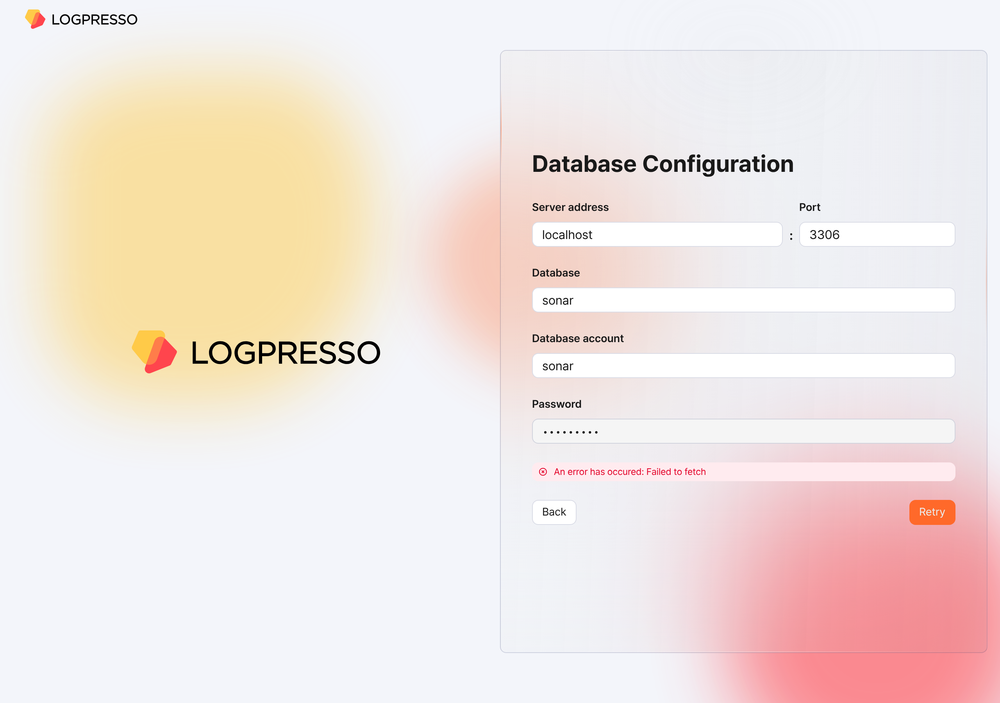 LOGPRESSO
LOGPRESSO
Database Configuration
Server address
Port
localhost
:
3306
Database
sonar
Database account
sonar
Password
•••••••••
An error has occured: Failed to fetch
Back
Retry